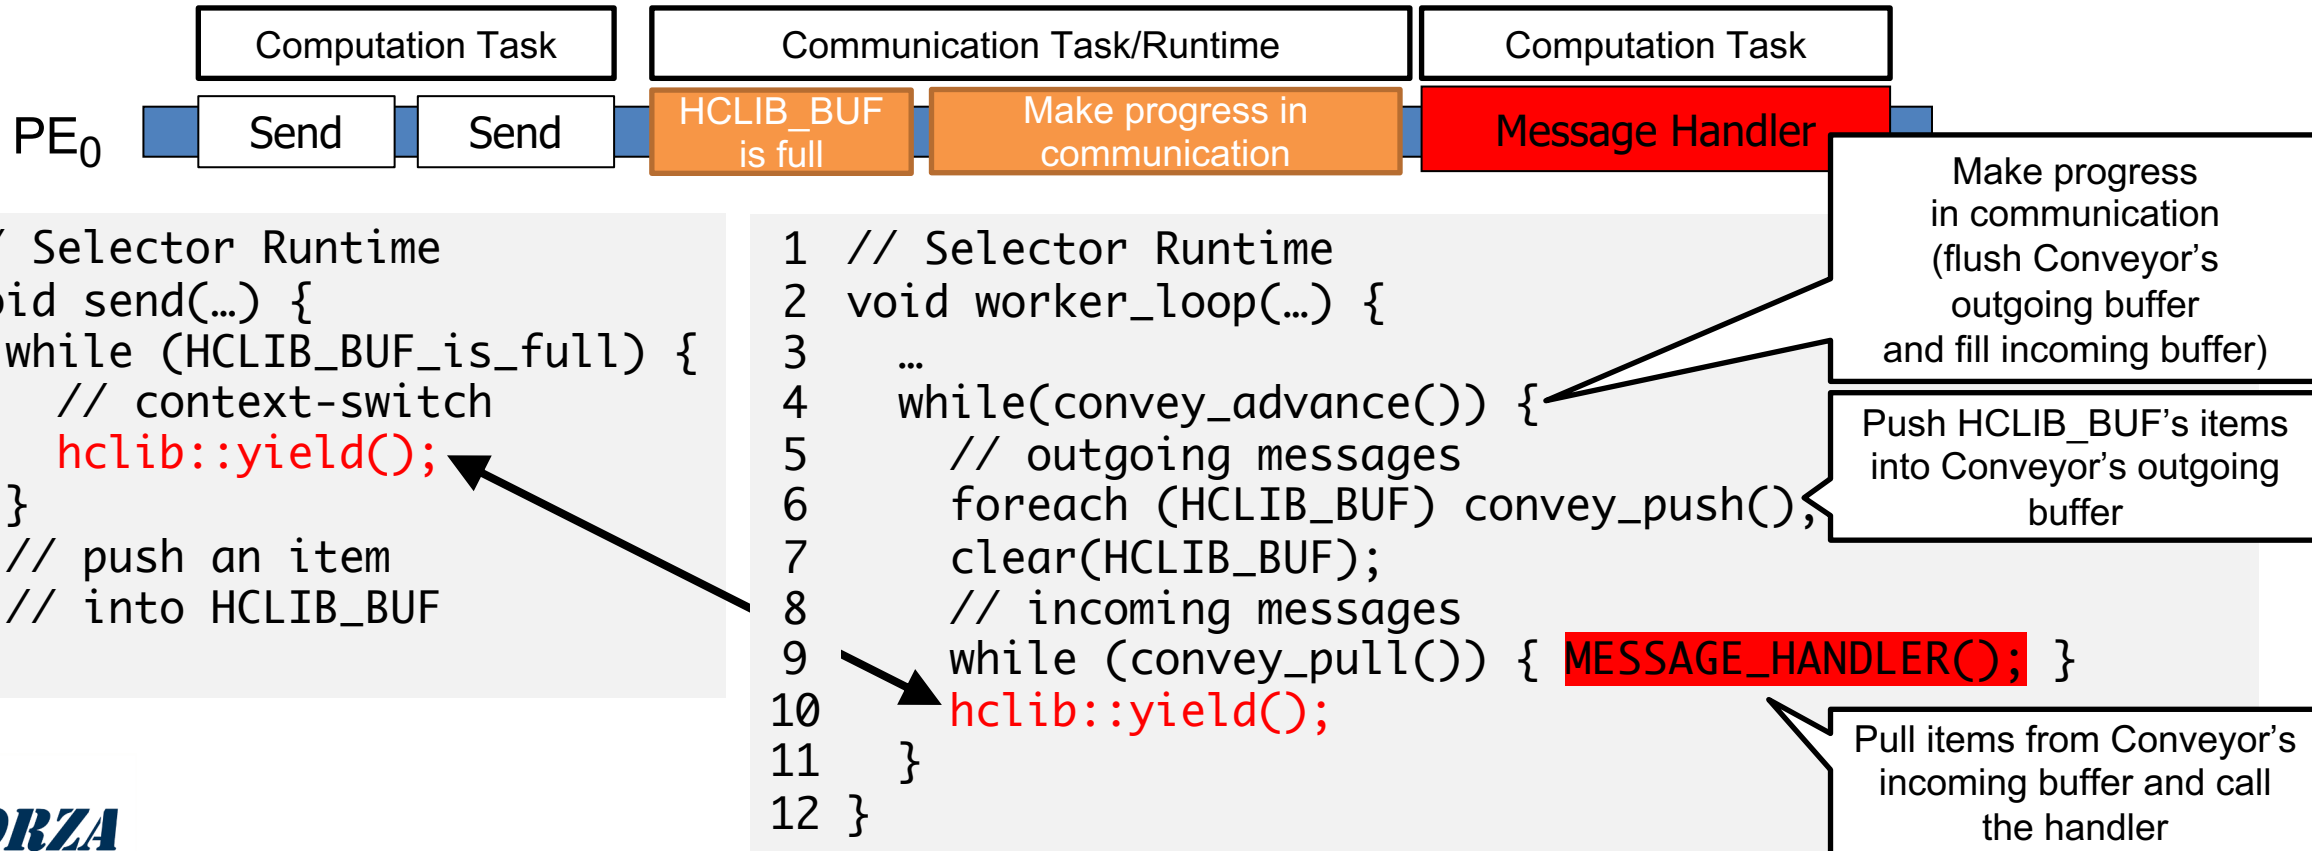 Computation Task
Communication Task/Runtime
Computation Task
PE0
Send
Send
HCLIB_BUF
is full
Make progress in
communication
Message Handler
/ Selector Runtime
oid send(…) {
while (HCLIB_BUF_is_full) {
// context-switch
hclib::yield();
}
// push an item
// into HCLIB_BUF
1 // Selector Runtime
2 void worker_loop(…) {
3 …
4 while(convey_advance()) {
5 // outgoing messages
6 foreach (HCLIB_BUF) convey_push();
7 clear(HCLIB_BUF);
8 // incoming messages
9 while (convey_pull()) { MESSAGE_HANDLER(); }
10 hclib::yield();
11 }
12 }
Make progress
in communication
(flush Conveyor’s
outgoing buffer
and fill incoming buffer)
Push HCLIB_BUF’s items
into Conveyor’s outgoing
buffer
Pull items from Conveyor’s
incoming buffer and call
the handler
ORZA